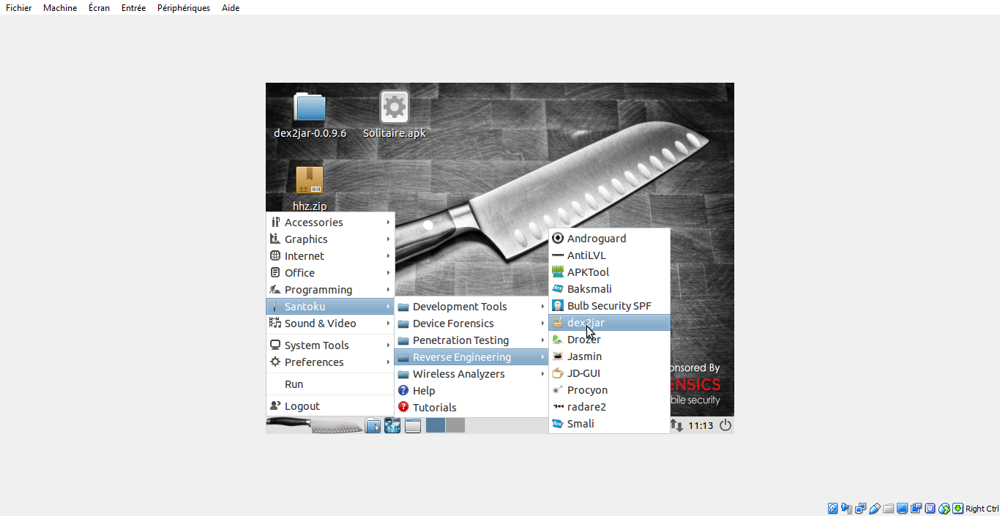 Fichier Machine Écran Entrée Périphériques Aide
dex2jar-0.0.9.6
Solitaire.apk
hhz.zip
Accessories
Graphics
Internet
Office
Programming
Santoku
Sound & Video
System Tools
Preferences
Run
Logout
Development Tools
Device Forensics
Penetration Testing
Reverse Engineering
Wireless Analyzers
Help
Tutorials
Androguard
AntiLVL
APKTool
Baksmali
Bulb Security SPF
dex2jar
Drozer
Jasmin
JD-GUI
Procyon
radare2
Smali
onsored By
ENSICS
bile security
11:13
Right Ctrl